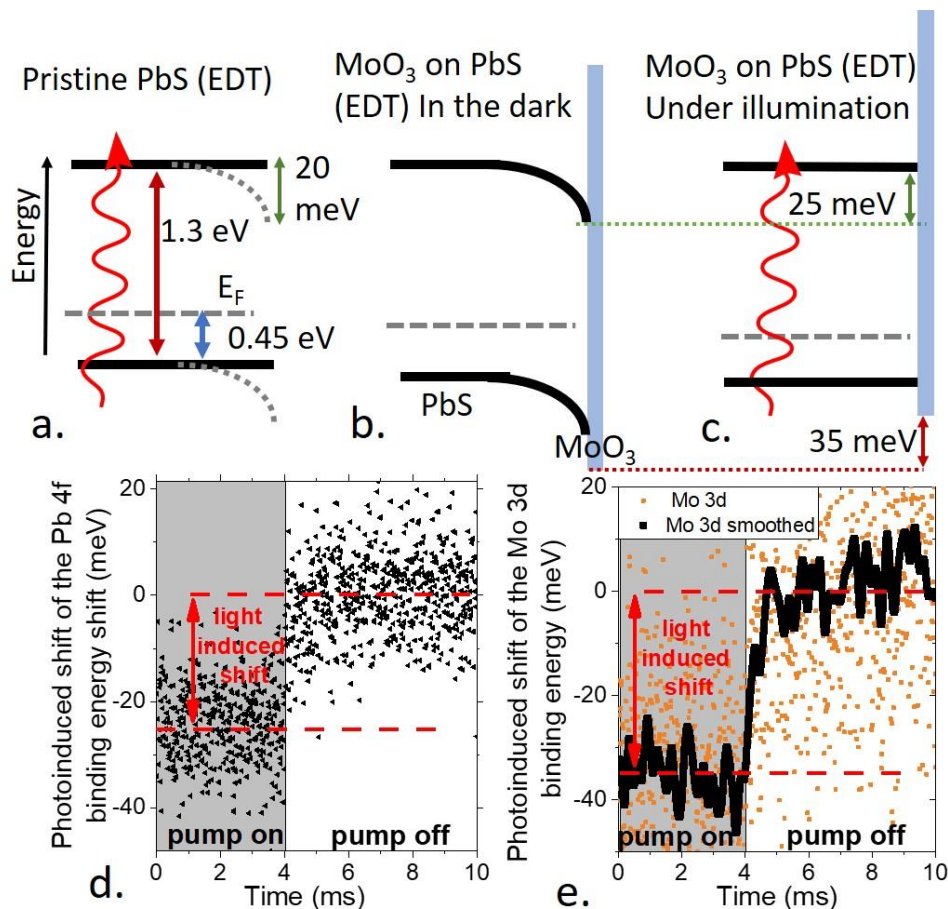 Pristine PbS (EDT)
Energy
1.3 eV
20
meV
E_F
0.45 eV
a.
MoO₃ on PbS
(EDT) In the dark
PbS
MoO₃
b.
MoO₃ on PbS (EDT)
Under illumination
25 meV
35 meV
c.
Photoinduced shift of the Pb 4f
binding energy shift (meV)
20
0
-20
-40
light
induced
shift
pump on
pump off
0
2
4
6
8
10
Time (ms)
d.
Photoinduced shift of the Mo 3d
binding energy (meV)
20
0
-20
-40
Mo 3d
Mo 3d smoothed
light
induced
shift
pump on
pump off
0
2
4
6
8
10
Time (ms)
e.